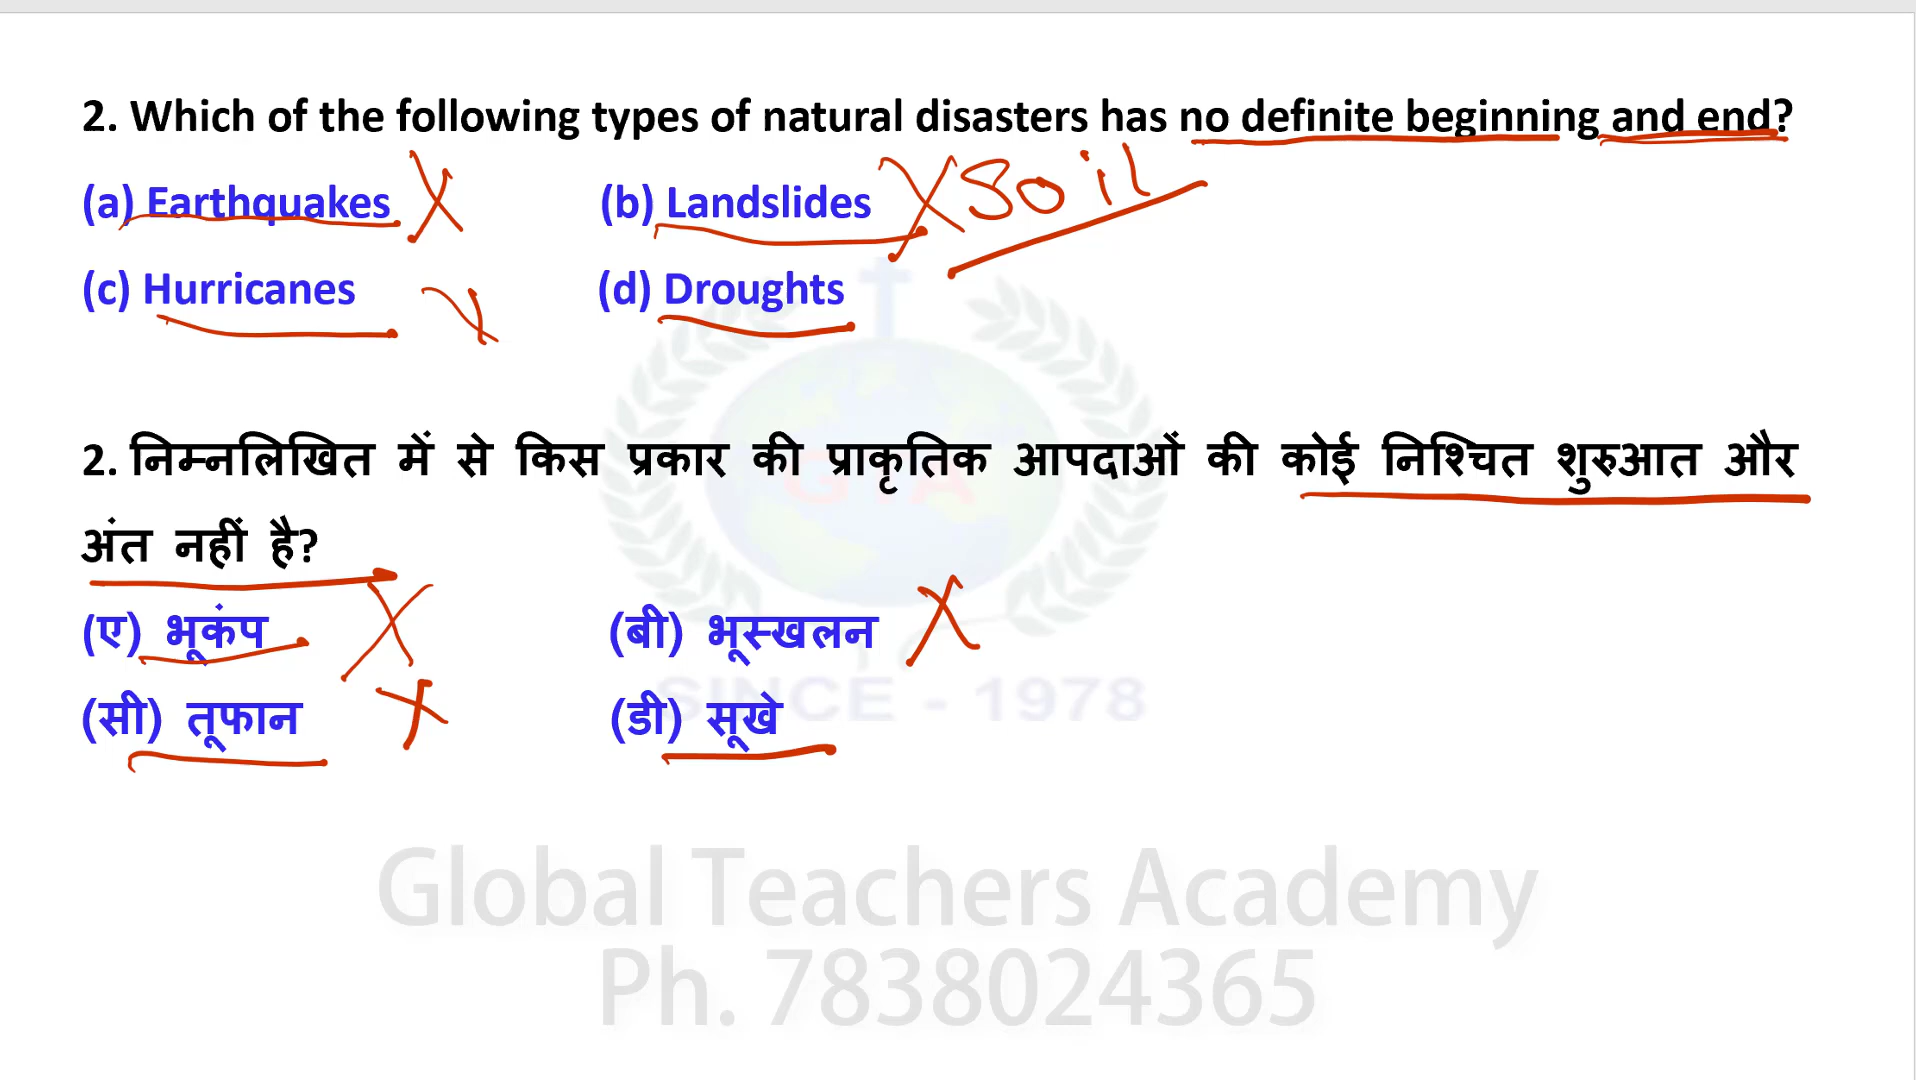 2. Which of the following types of natural disasters has no definite beginning and end?
(a) Earthquakes X (b) Landslides X Soil
(c) Hurricanes X (d) Droughts
2. निम्नलिखित में से किस प्रकार की प्राकृतिक आपदाओं की कोई निश्चित शुरुआत और
अंत नहीं है?
(ए) भूकंप X (बी) भूस्खलन X
(सी) तूफान X (डी) सूखे
GTA
SINCE - 1978
Global Teachers Academy
Ph. 7838024365